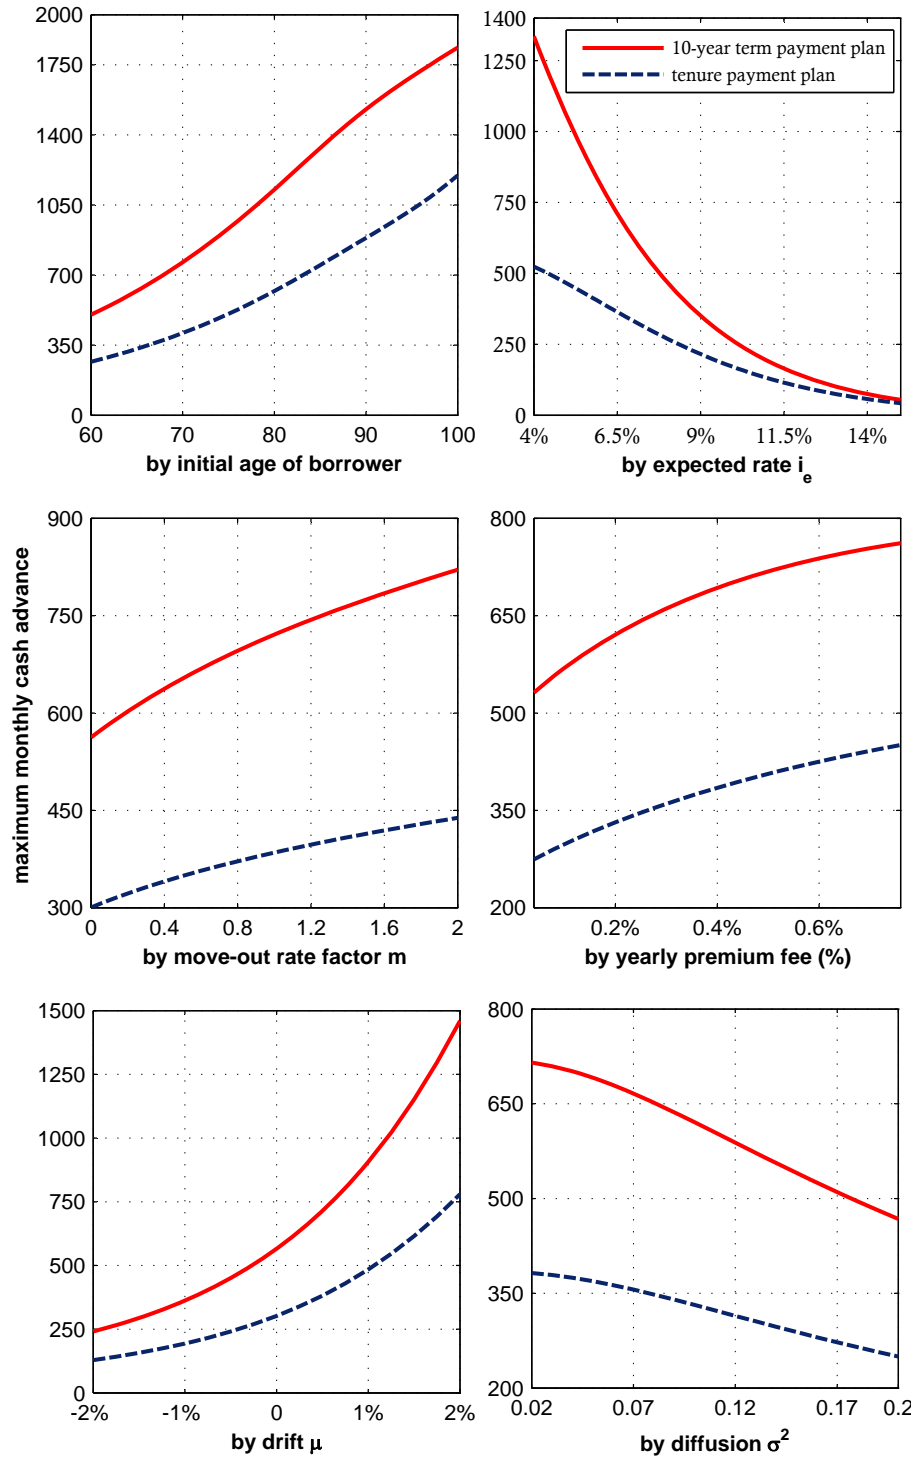 2000
1750
1400
1050
700
350
0
60 70 80 90 100
by initial age of borrower
1400
1250
1000
750
500
250
0
4% 6.5% 9% 11.5% 14%
by expected rate i_e
10-year term payment plan
tenure payment plan
maximum monthly cash advance
900
750
600
450
300
0 0.4 0.8 1.2 1.6 2
by move-out rate factor m
800
650
500
350
200
0.2% 0.4% 0.6%
by yearly premium fee (%)
1500
1250
1000
750
500
250
0
-2% -1% 0 1% 2%
by drift μ
800
650
500
350
200
0.02 0.07 0.12 0.17 0.2
by diffusion σ²